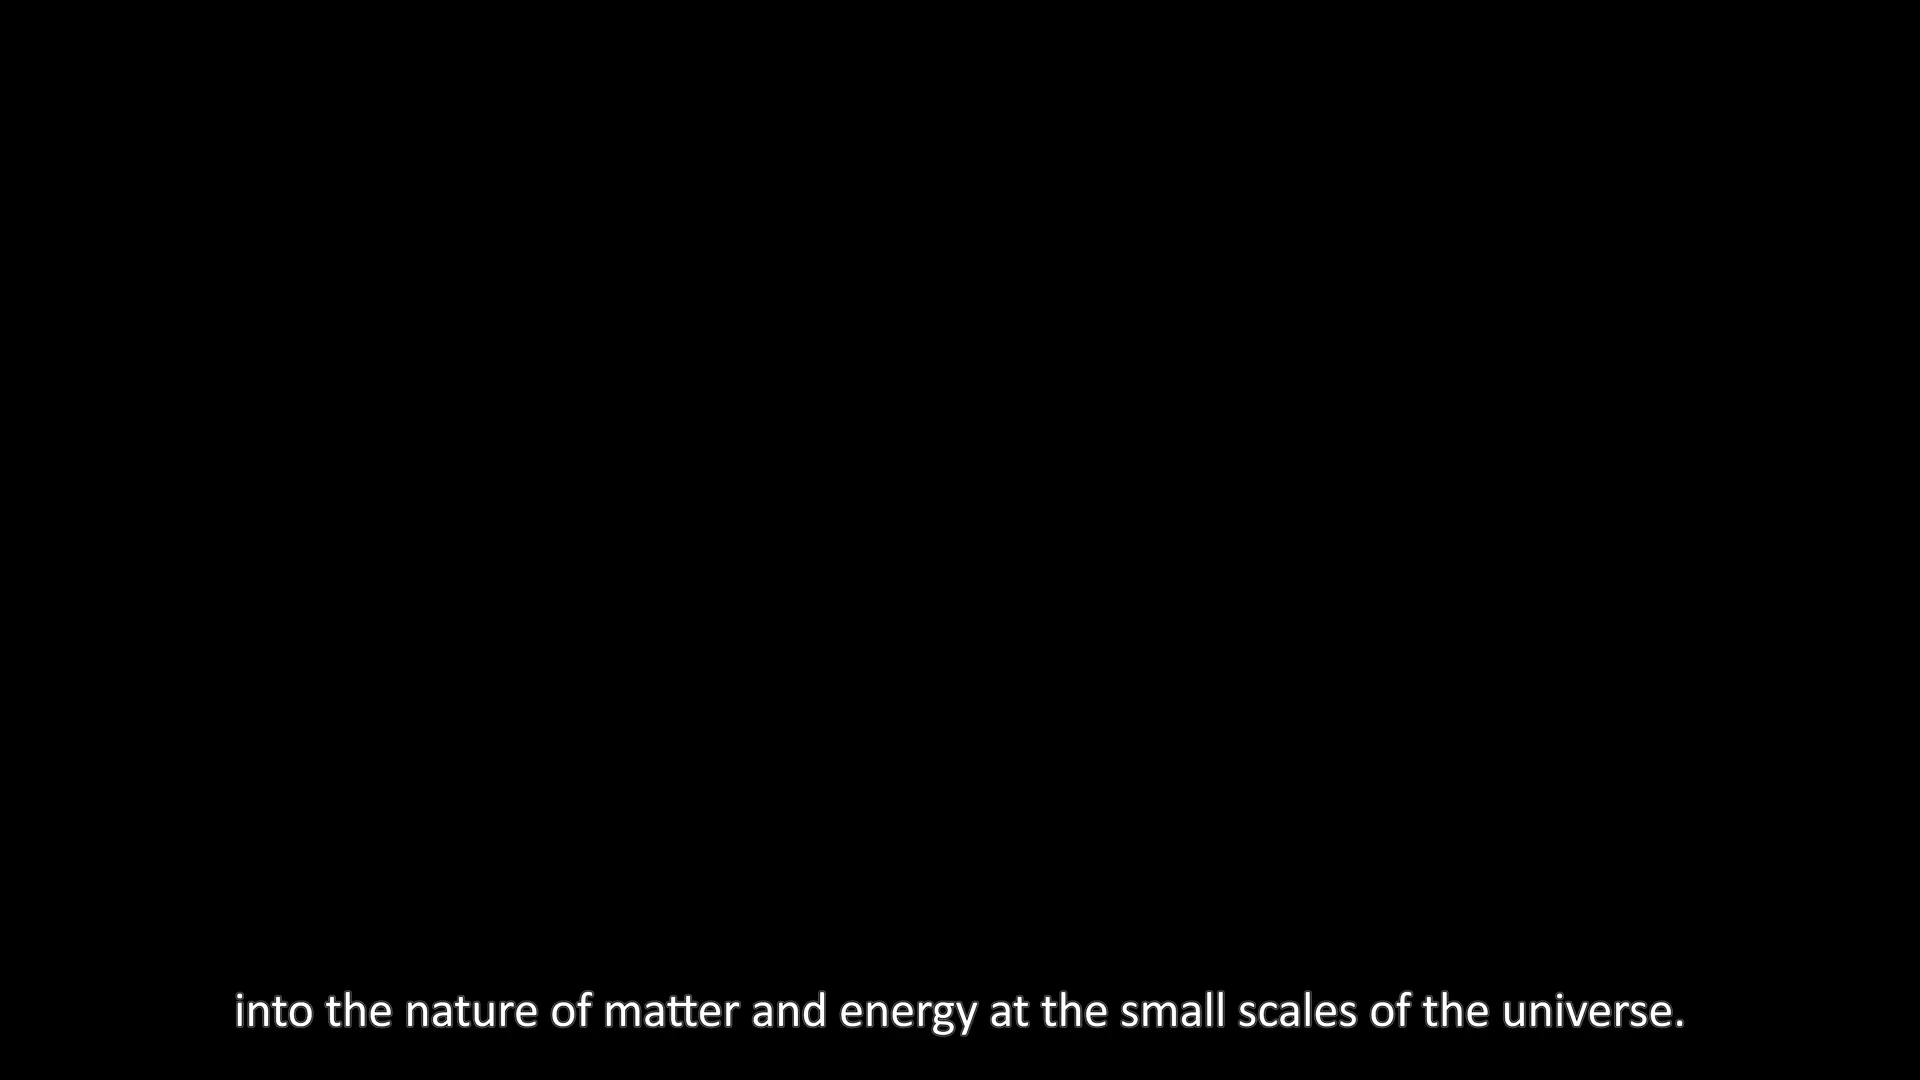 into the nature of matter and energy at the small scales of the universe.